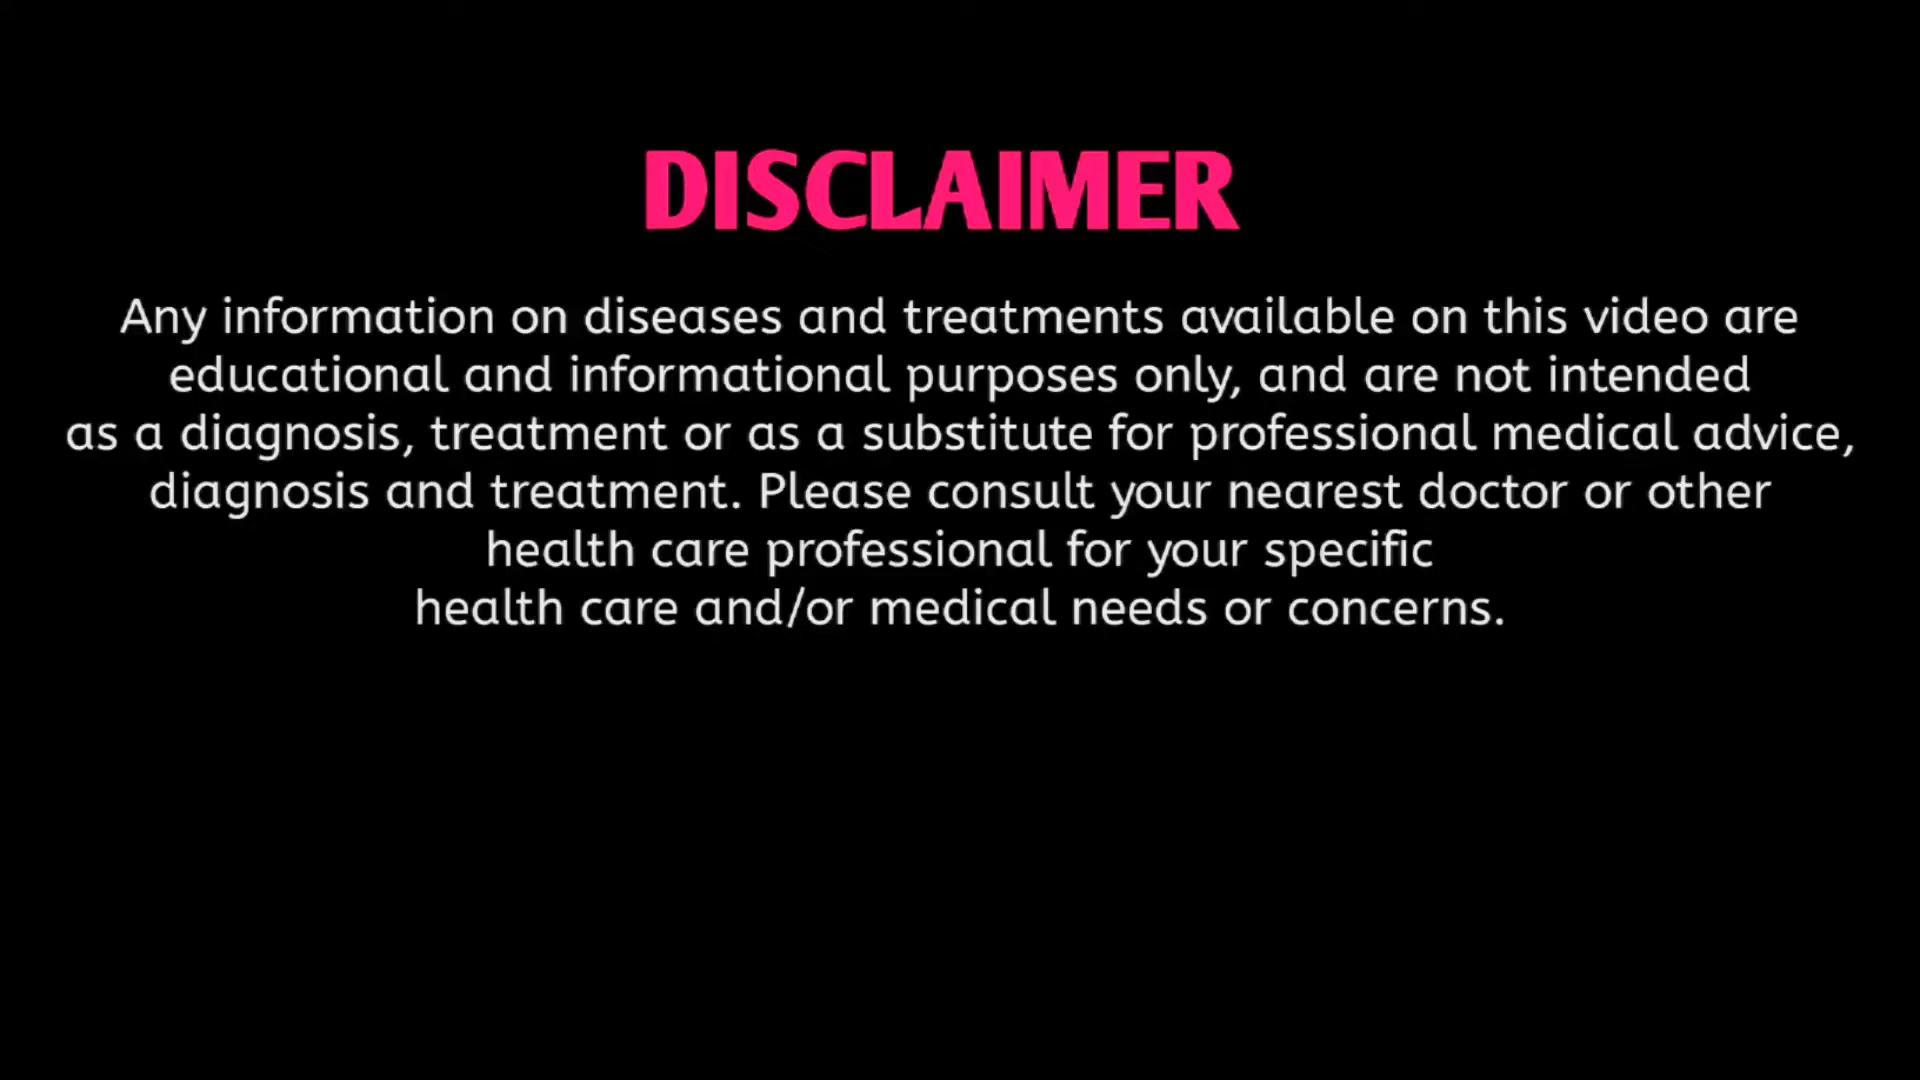 DISCLAIMER
Any information on diseases and treatments available on this video are
educational and informational purposes only, and are not intended
as a diagnosis, treatment or as a substitute for professional medical advice,
diagnosis and treatment. Please consult your nearest doctor or other
health care professional for your specific
health care and/or medical needs or concerns.